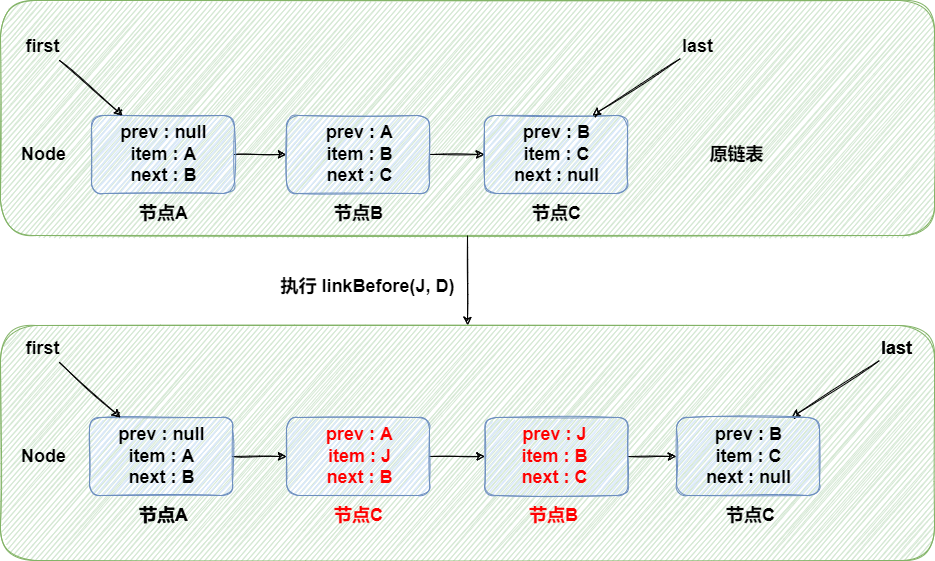 first
last
Node
prev : null
item : A
next : B
prev : A
item : B
next : C
prev : B
item : C
next : null
原链表
节点A
节点B
节点C
执行 linkBefore(J, D)
first
last
Node
prev : null
item : A
next : B
prev : A
item : J
next : B
prev : J
item : B
next : C
prev : B
item : C
next : null
节点A
节点C
节点B
节点C